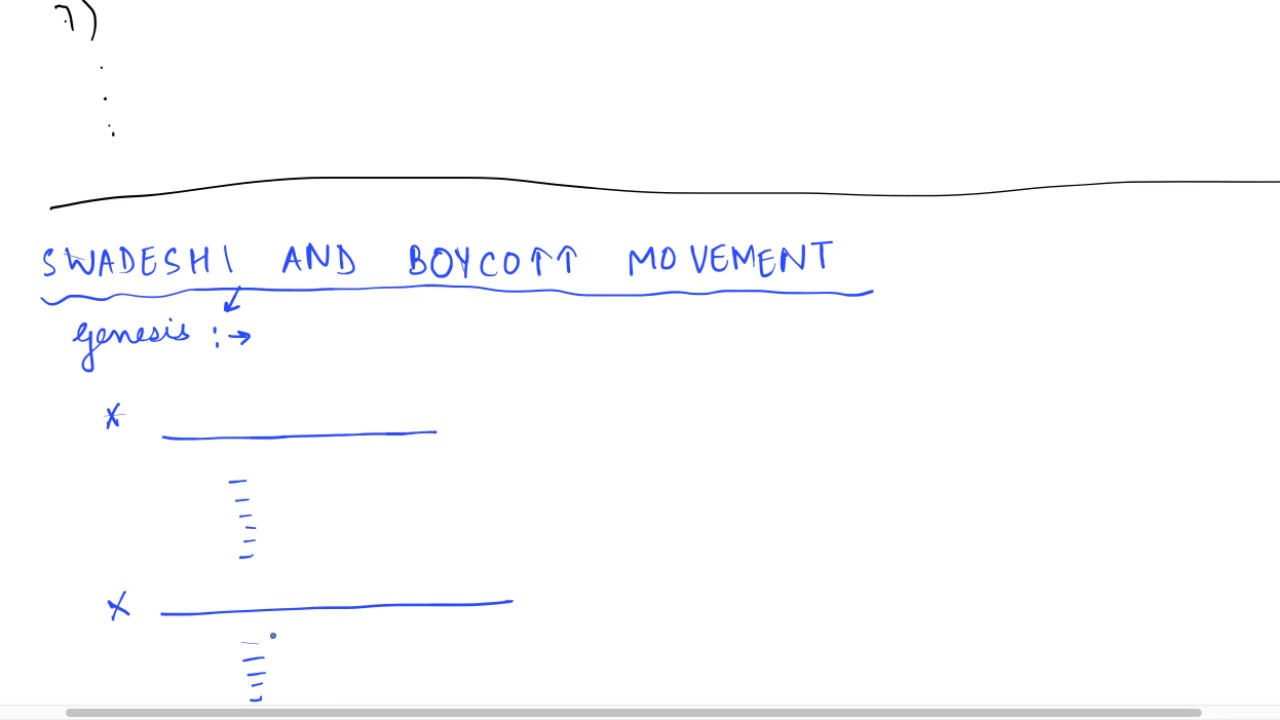 7)
SWADESHI AND BOYCOTT MOVEMENT
Genesis :→
*
*